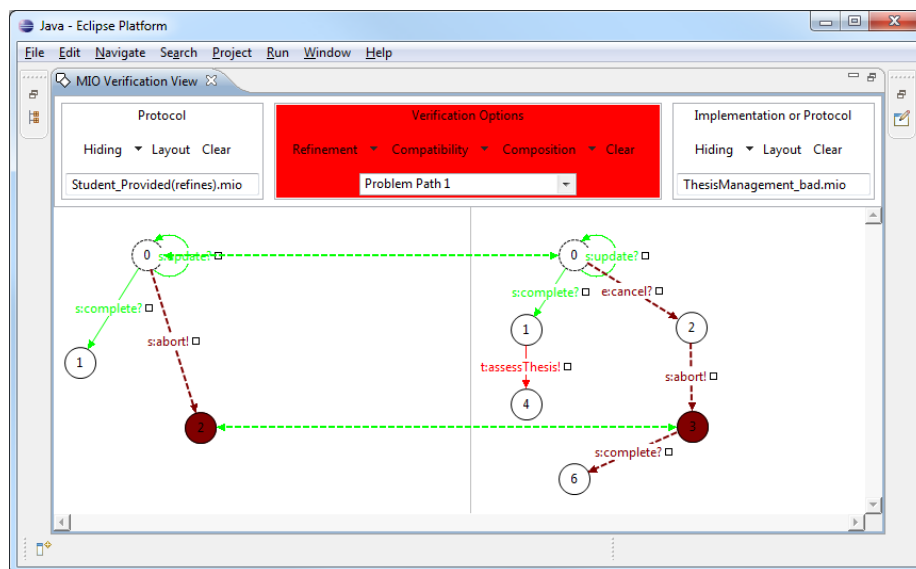 Java - Eclipse Platform
File Edit Navigate Search Project Run Window Help
MIO Verification View
Protocol
Hiding Layout Clear
Student_Provided(refines).mio
Verification Options
Refinement Compatibility Composition Clear
Problem Path 1
Implementation or Protocol
Hiding Layout Clear
ThesisManagement_bad.mio
0
s:update?
s:complete?
1
s:abort!
2
0
s:update?
s:complete?
e:cancel?
1
2
t:assessThesis!
s:abort!
4
3
s:complete?
6